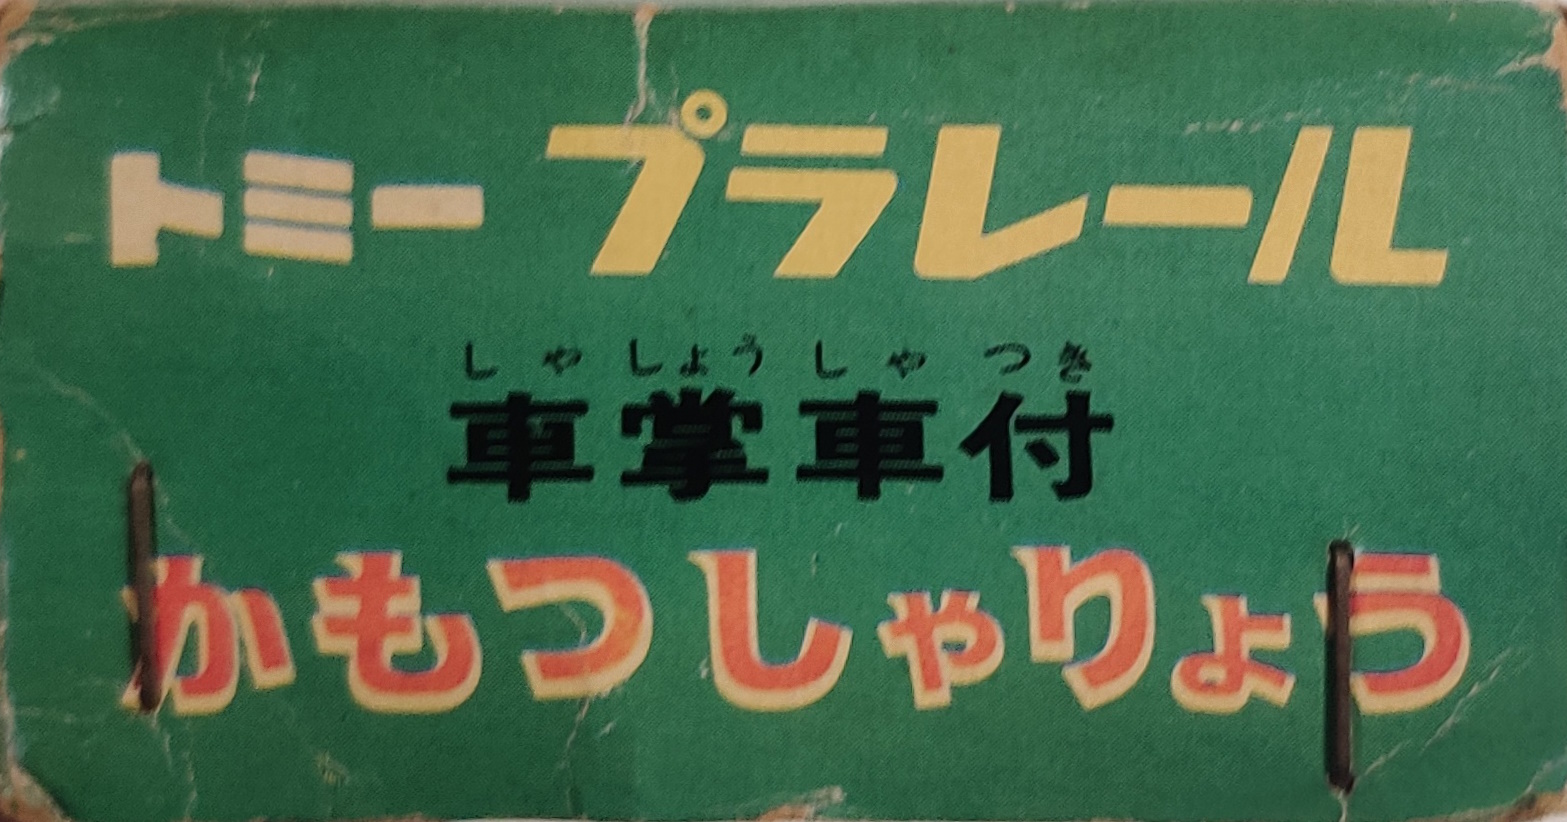 トミー プラレール
しゃ しょう しゃ つき
車掌車付
かもつしゃりょう